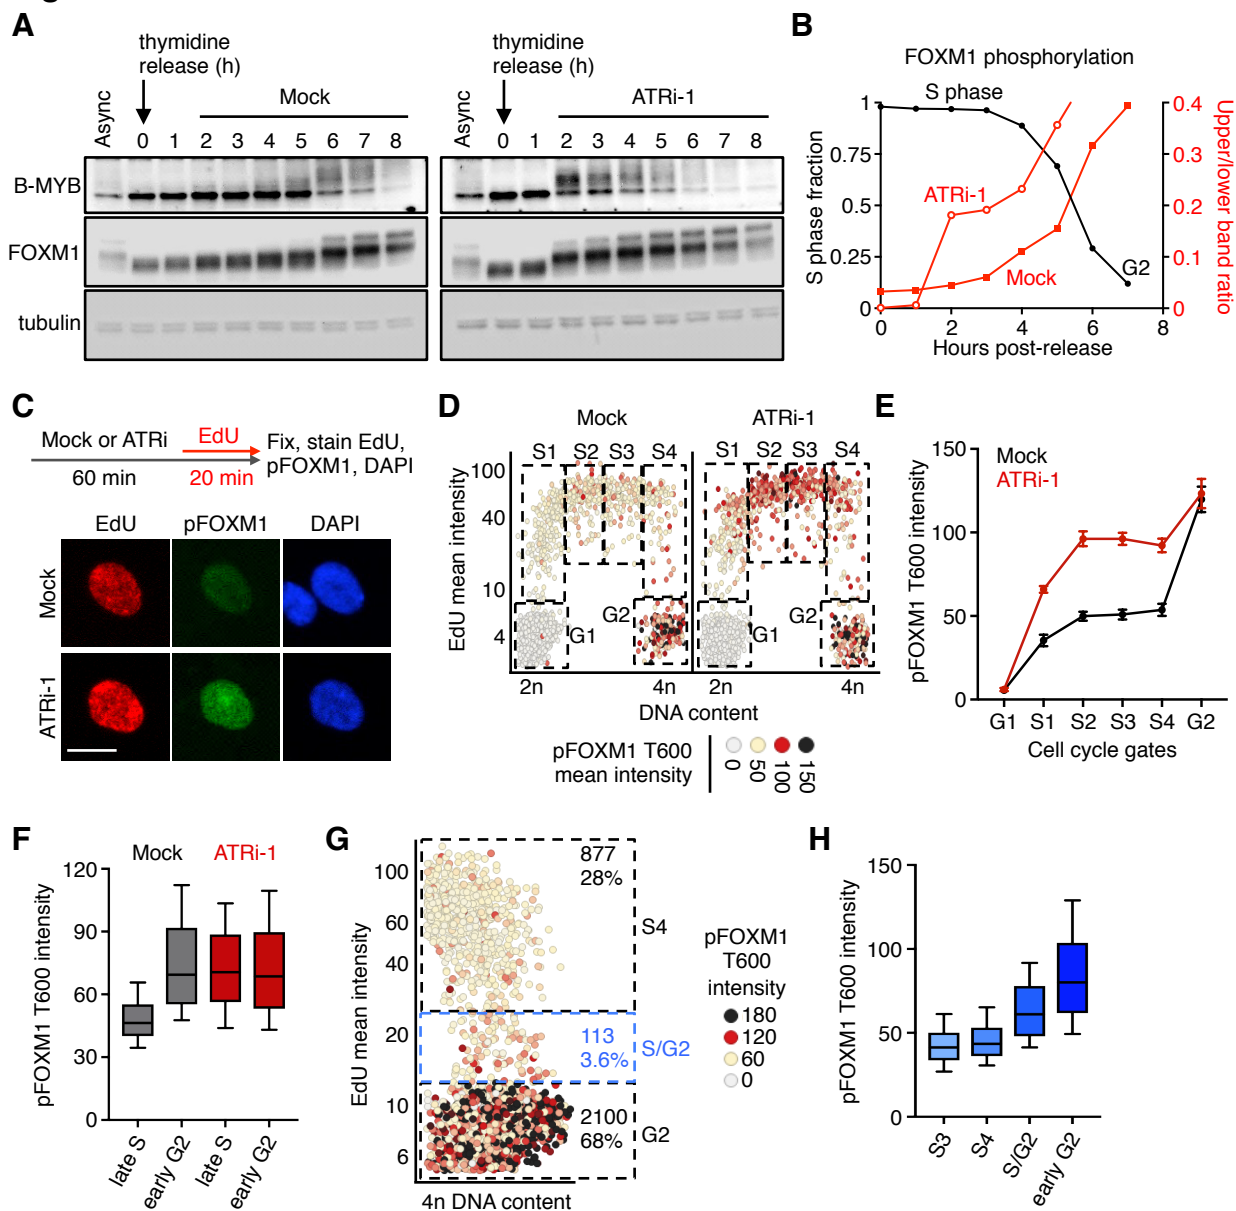 A
thymidine
release (h)
thymidine
release (h)
Async
Mock
Async
ATRi-1
0 1 2 3 4 5 6 7 8
0 1 2 3 4 5 6 7 8
B-MYB
FOXM1
tubulin
B
FOXM1 phosphorylation
S phase
1
0.75
0.5
0.25
0
S phase fraction
ATRi-1
Mock
G2
0.4
0.3
0.2
0.1
0
Upper/lower band ratio
0 2 4 6 8
Hours post-release
C
Mock or ATRi
EdU
Fix, stain EdU,
pFOXM1, DAPI
60 min
20 min
EdU pFOXM1 DAPI
Mock
ATRi-1
D
Mock ATRi-1
S1 S2 S3 S4 S1 S2 S3 S4
100
40
10
4
EdU mean intensity
G1 G2 G1 G2
2n 4n 2n 4n
DNA content
pFOXM1 T600
mean intensity
0 50 100 150
E
Mock
ATRi-1
150
100
50
0
pFOXM1 T600 intensity
G1 S1 S2 S3 S4 G2
Cell cycle gates
F
Mock ATRi-1
120
90
60
30
0
pFOXM1 T600 intensity
late S
early G2
late S
early G2
G
100
60
40
20
10
6
EdU mean intensity
877
28%
S4
113
3.6%
S/G2
2100
68%
G2
4n DNA content
pFOXM1
T600
intensity
180
120
60
0
H
150
100
50
0
pFOXM1 T600 intensity
S3
S4
S/G2
early G2